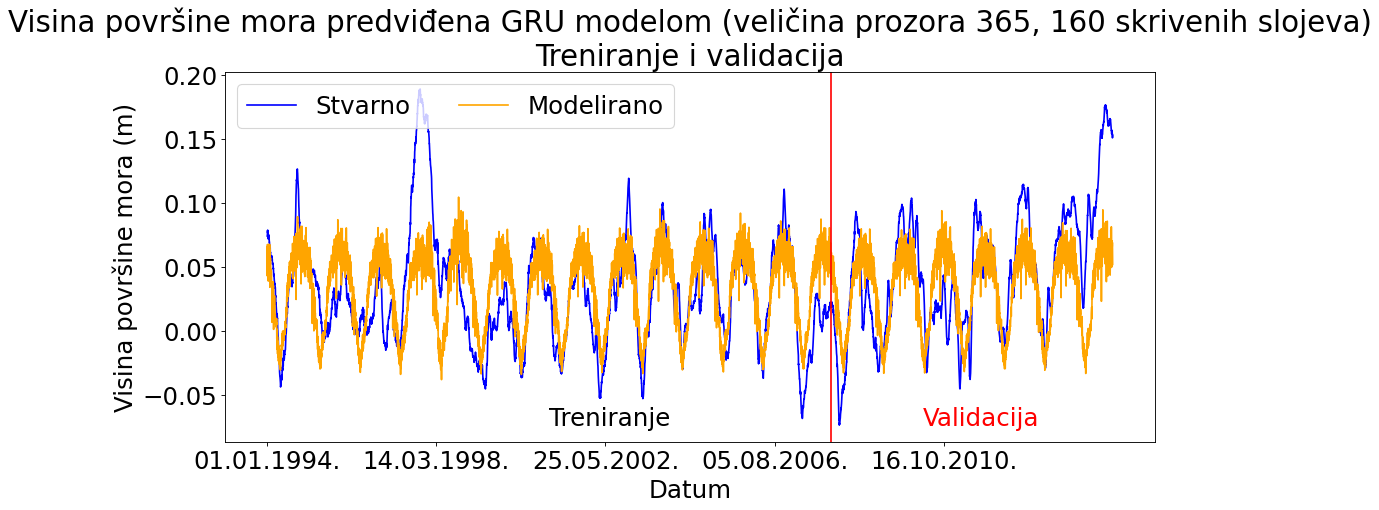 Visina površine mora predviđena GRU modelom (veličina prozora 365, 160 skrivenih slojeva)
Treniranje i validacija
Stvarno
Modelirano
Visina površine mora (m)
0.20
0.15
0.10
0.05
0.00
−0.05
Treniranje
Validacija
01.01.1994.
14.03.1998.
25.05.2002.
05.08.2006.
16.10.2010.
Datum